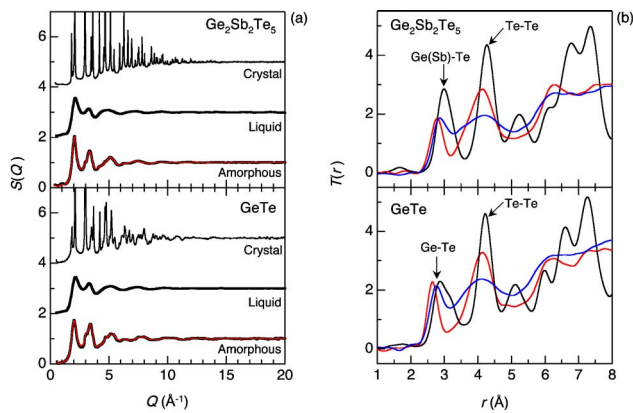 Ge₂Sb₂Te₅
(a)
6
4
2
0
Crystal
Liquid
Amorphous
S(Q)
GeTe
6
4
2
0
Crystal
Liquid
Amorphous
0 5 10 15 20
Q (Å⁻¹)
Ge₂Sb₂Te₅
(b)
Te-Te
Ge(Sb)-Te
4
2
0
T(r)
GeTe
Te-Te
Ge-Te
4
2
0
1 2 3 4 5 6 7 8
r (Å)